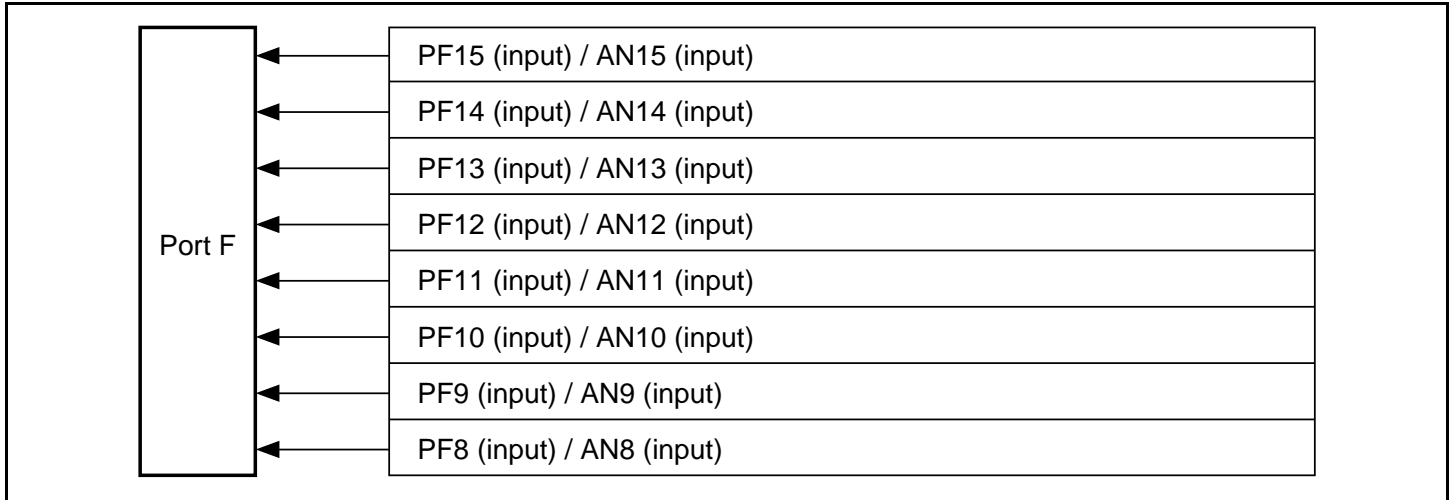 PF15 (input) / AN15 (input)
PF14 (input) / AN14 (input)
PF13 (input) / AN13 (input)
PF12 (input) / AN12 (input)
Port F
PF11 (input) / AN11 (input)
PF10 (input) / AN10 (input)
PF9 (input) / AN9 (input)
PF8 (input) / AN8 (input)